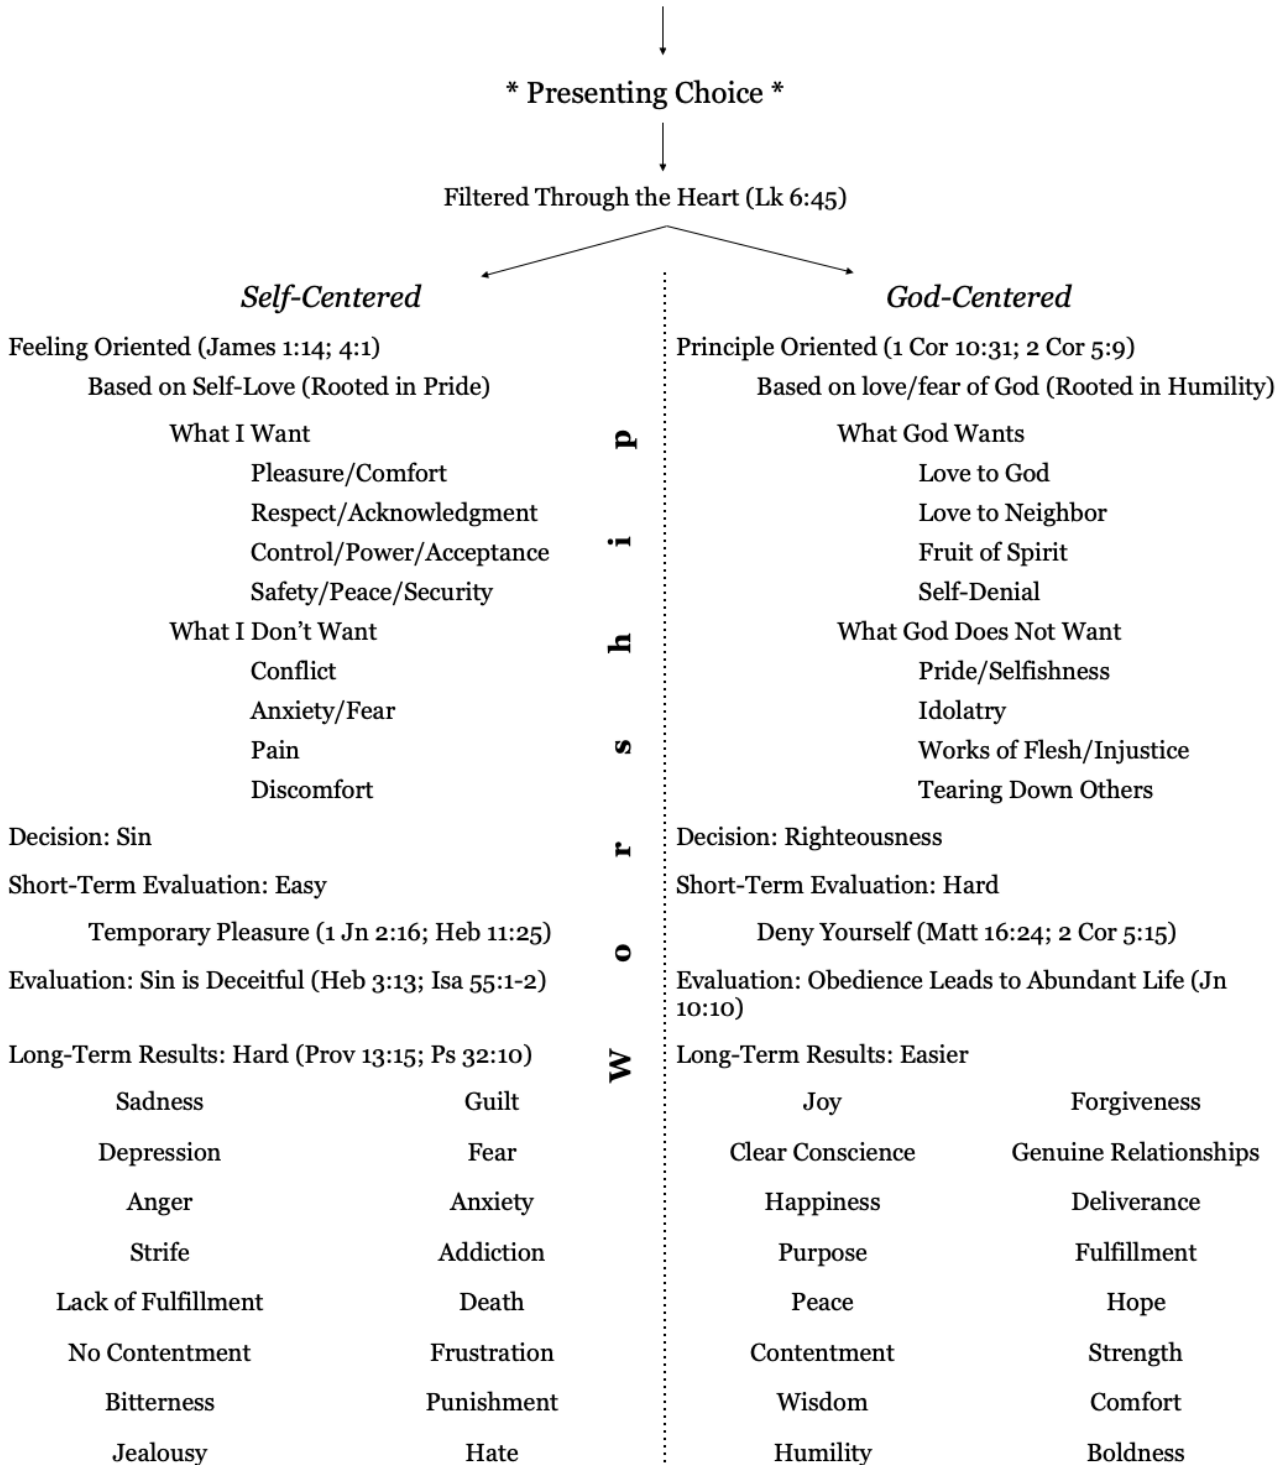 * Presenting Choice *
Filtered Through the Heart (Lk 6:45)
Self-Centered
Feeling Oriented (James 1:14; 4:1)
Based on Self-Love (Rooted in Pride)
What I Want
Pleasure/Comfort
Respect/Acknowledgment
Control/Power/Acceptance
Safety/Peace/Security
What I Don’t Want
Conflict
Anxiety/Fear
Pain
Discomfort
Decision: Sin
Short-Term Evaluation: Easy
Temporary Pleasure (1 Jn 2:16; Heb 11:25)
Evaluation: Sin is Deceitful (Heb 3:13; Isa 55:1-2)
Long-Term Results: Hard (Prov 13:15; Ps 32:10)
Sadness Guilt
Depression Fear
Anger Anxiety
Strife Addiction
Lack of Fulfillment Death
No Contentment Frustration
Bitterness Punishment
Jealousy Hate
Worship
God-Centered
Principle Oriented (1 Cor 10:31; 2 Cor 5:9)
Based on love/fear of God (Rooted in Humility)
What God Wants
Love to God
Love to Neighbor
Fruit of Spirit
Self-Denial
What God Does Not Want
Pride/Selfishness
Idolatry
Works of Flesh/Injustice
Tearing Down Others
Decision: Righteousness
Short-Term Evaluation: Hard
Deny Yourself (Matt 16:24; 2 Cor 5:15)
Evaluation: Obedience Leads to Abundant Life (Jn
10:10)
Long-Term Results: Easier
Joy Forgiveness
Clear Conscience Genuine Relationships
Happiness Deliverance
Purpose Fulfillment
Peace Hope
Contentment Strength
Wisdom Comfort
Humility Boldness